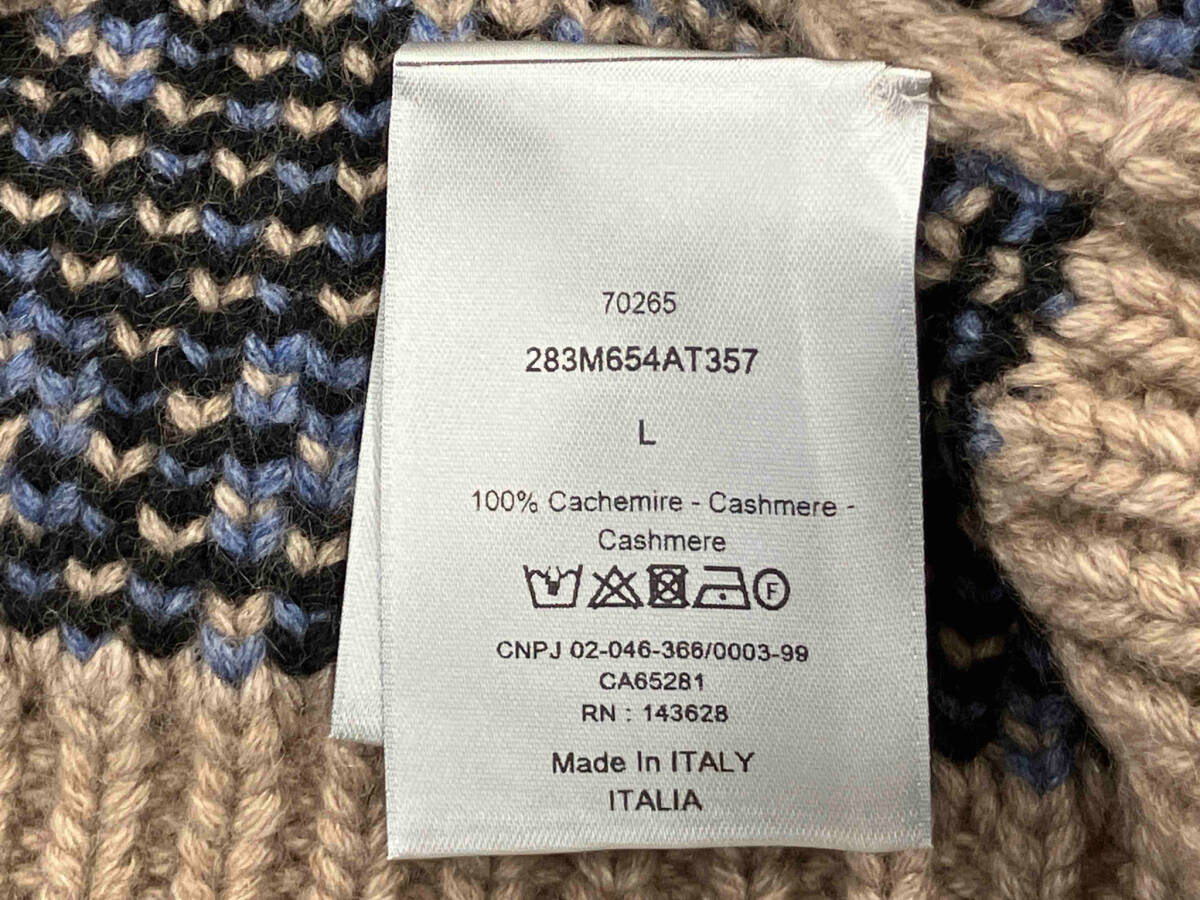 70265
283M654AT357
L
100% Cachemire - Cashmere -
Cashmere
F
CNPJ 02-046-366/0003-99
CA65281
RN : 143628
Made In ITALY
ITALIA